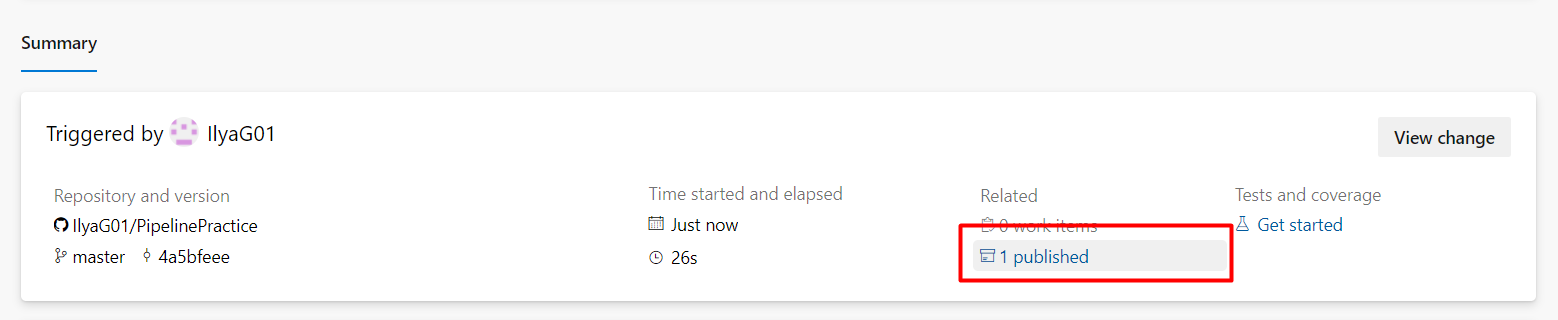 Summary
Triggered by IlyaG01
View change
Repository and version
IlyaG01/PipelinePractice
master 4a5bfeee
Time started and elapsed
Just now
26s
Related
0 work items
1 published
Tests and coverage
Get started